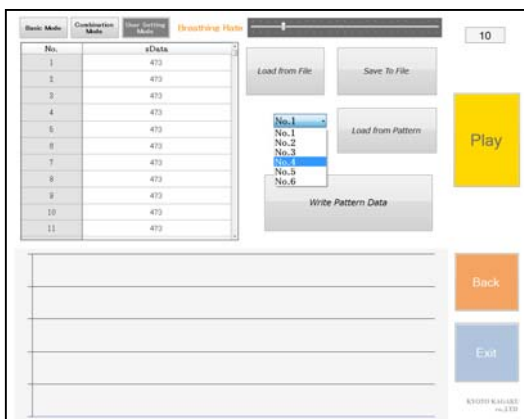 Basic Mode
Combination
Mode
User Setting
Mode
Breathing Rate
10
No. zData
1 473
2 473
3 473
4 473
5 473
6 473
7 473
8 473
9 473
10 473
11 473
Load from File
Save To File
No.1
No.1
No.2
No.3
No.4
No.5
No.6
Load from Pattern
Write Pattern Data
Play
Back
Exit
KYOTO KAGAKU
co.,LTD